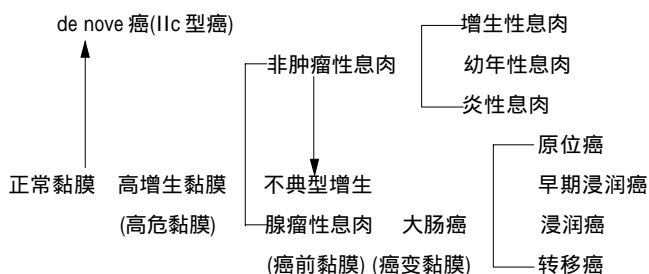 de nove 癌(IIc 型癌)
增生性息肉
非肿瘤性息肉 幼年性息肉
炎性息肉
原位癌
正常黏膜 高增生黏膜 不典型增生 早期浸润癌
(高危黏膜) 腺瘤性息肉 大肠癌 浸润癌
(癌前黏膜) (癌变黏膜) 转移癌